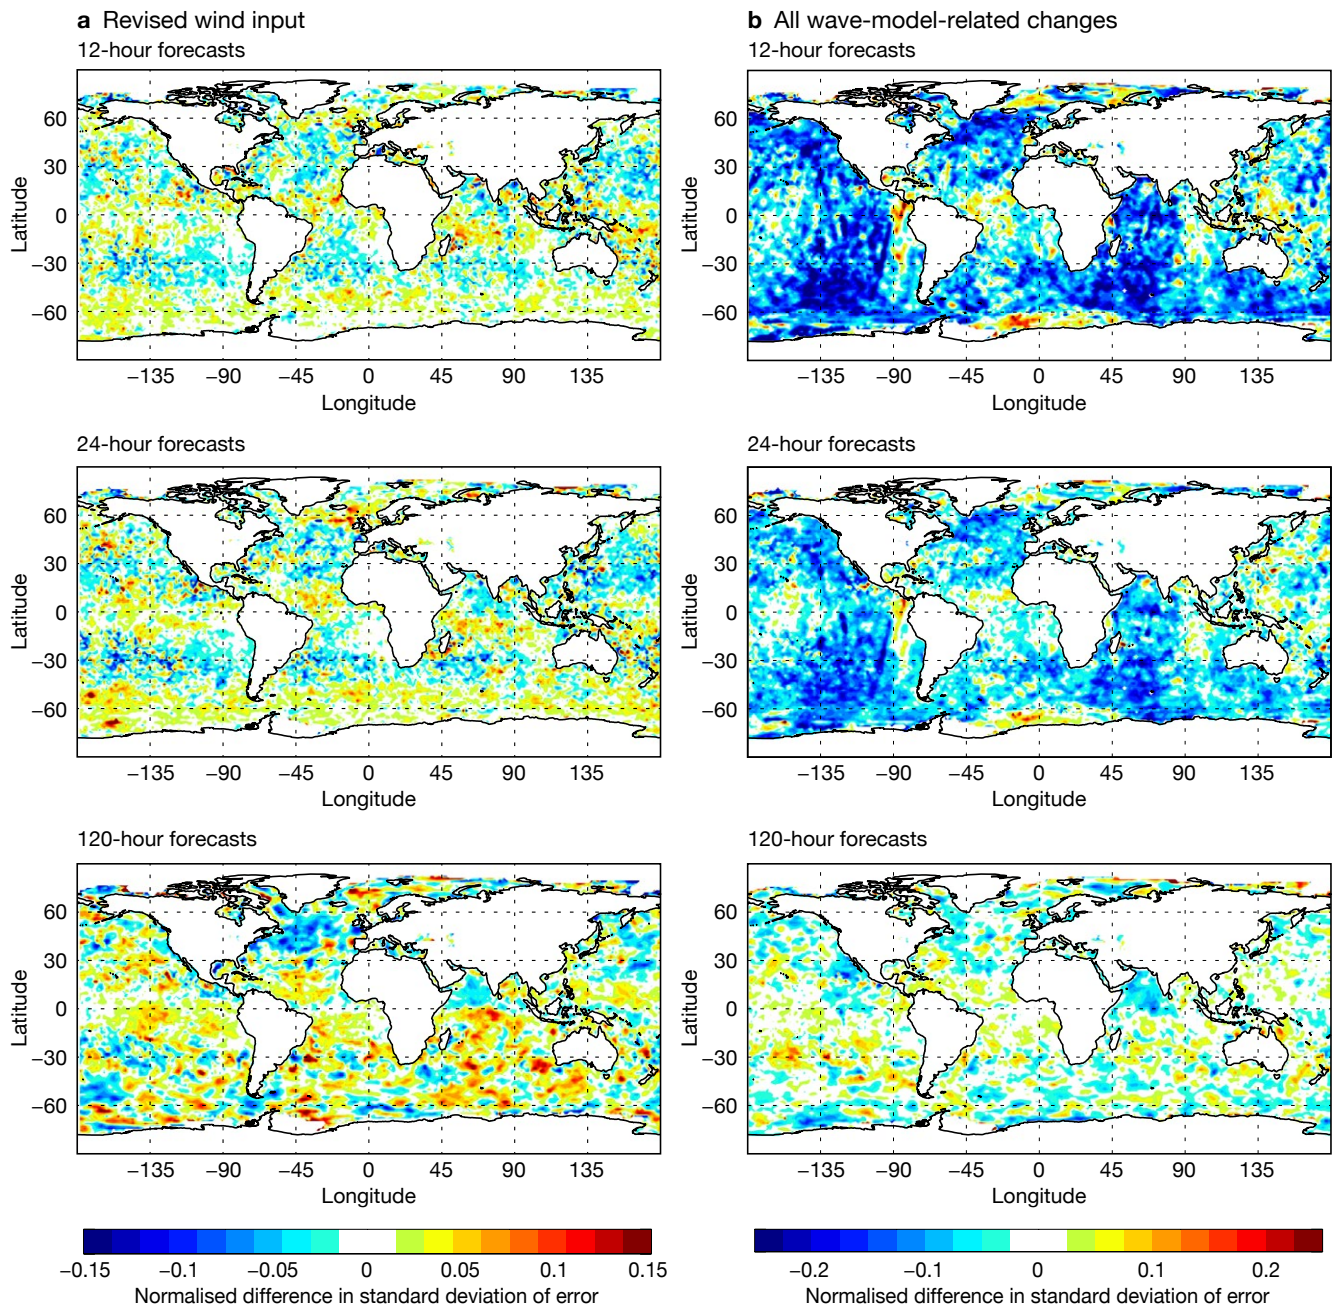 a Revised wind input
12-hour forecasts
60
30
0
−30
−60
Latitude
−135 −90 −45 0 45 90 135
Longitude
24-hour forecasts
60
30
0
−30
−60
Latitude
−135 −90 −45 0 45 90 135
Longitude
120-hour forecasts
60
30
0
−30
−60
Latitude
−135 −90 −45 0 45 90 135
Longitude
−0.15 −0.1 −0.05 0 0.05 0.1 0.15
Normalised difference in standard deviation of error
b All wave-model-related changes
12-hour forecasts
60
30
0
−30
−60
Latitude
−135 −90 −45 0 45 90 135
Longitude
24-hour forecasts
60
30
0
−30
−60
Latitude
−135 −90 −45 0 45 90 135
Longitude
120-hour forecasts
60
30
0
−30
−60
Latitude
−135 −90 −45 0 45 90 135
Longitude
−0.2 −0.1 0 0.1 0.2
Normalised difference in standard deviation of error